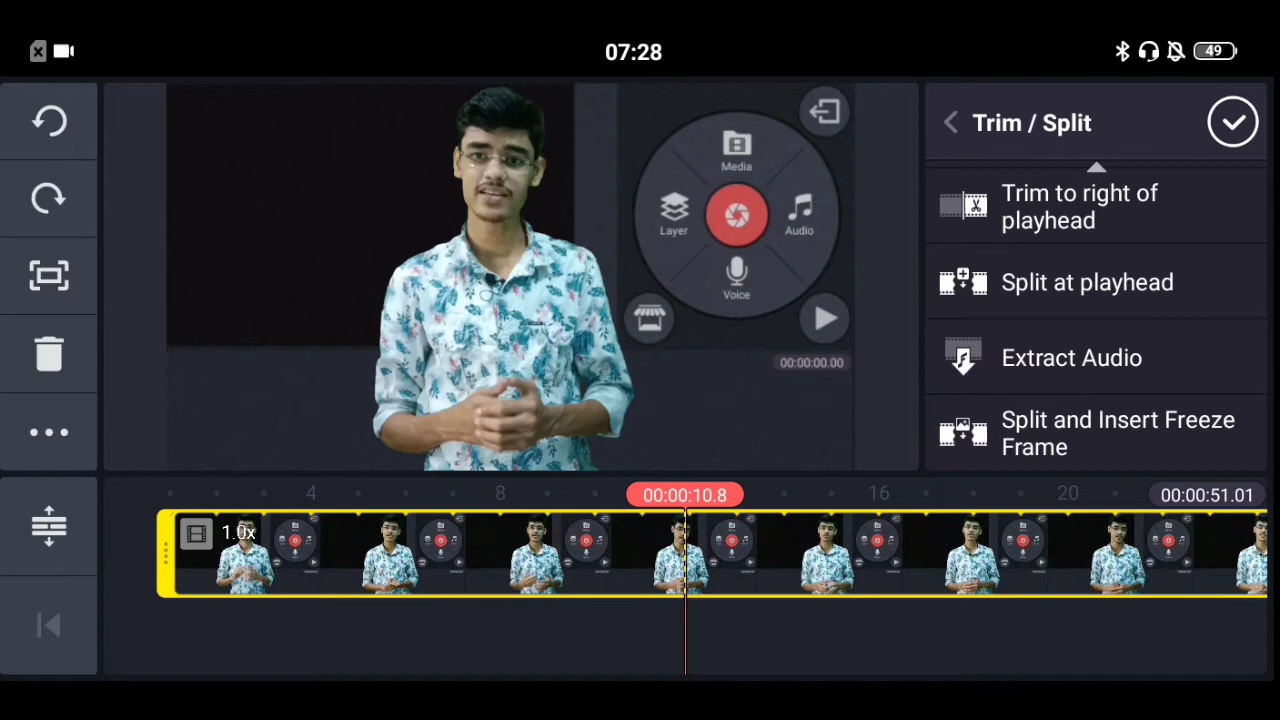 07:28
49
Media
Layer
Audio
Voice
00:00:00.00
Trim / Split
Trim to right of
playhead
Split at playhead
Extract Audio
Split and Insert Freeze
Frame
4
8
00:00:10.8
16
20
00:00:51.01
1.0x